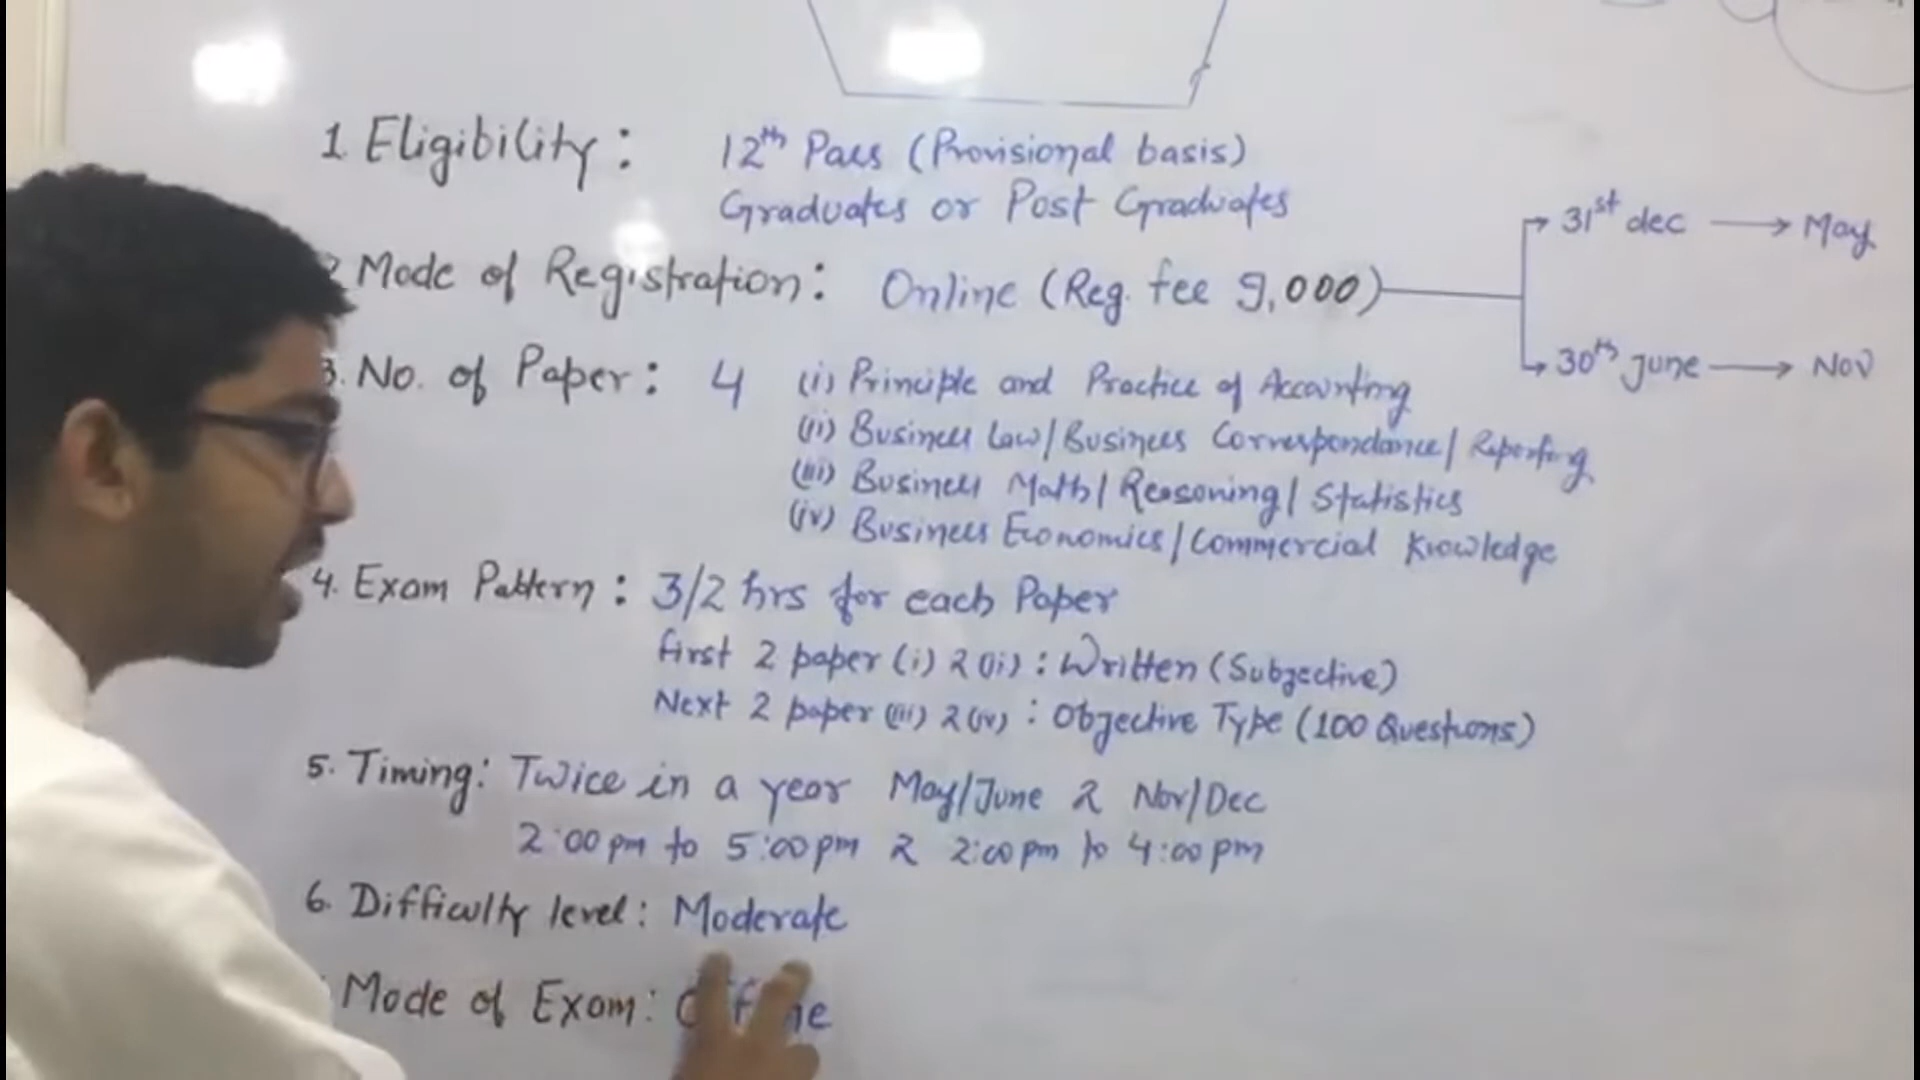 1. Eligibility: 12th Pass (Provisional basis)
Graduates or Post Graduates
Mode of Registration: Online (Reg. fee 9,000)
31st dec → May
30th june → Nov
3. No. of Paper: 4 (i) Principle and Practice of Accounting
(ii) Business Law/Business Correspondance/Reporting
(iii) Business Math/Reasoning/Statistics
(iv) Business Economics/Commercial Knowledge
4. Exam Pattern: 3/2 hrs for each Paper
first 2 paper (i) & (ii): Written (Subjective)
Next 2 paper (iii) & (iv): Objective Type (100 Questions)
5. Timing: Twice in a year May/June & Nov/Dec
2:00 pm to 5:00 pm & 2:00 pm to 4:00 pm
6. Difficulty level: Moderate
Mode of Exam: